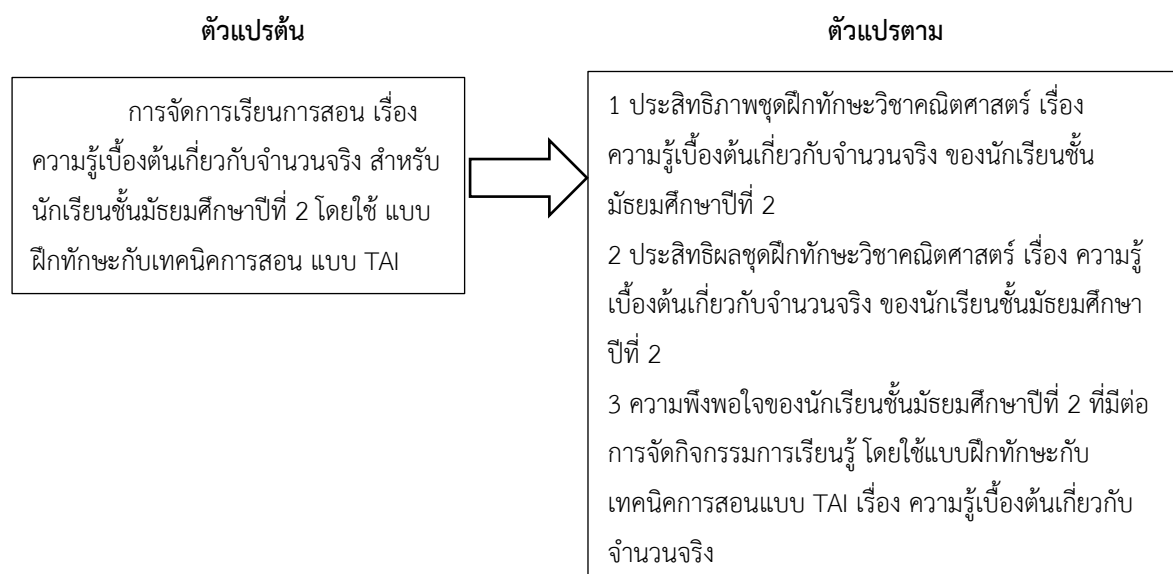 ตัวแปรต้น
การจัดการเรียนการสอน เรื่อง
ความรู้เบื้องต้นเกี่ยวกับจำนวนจริง สำหรับ
นักเรียนชั้นมัธยมศึกษาปีที่ 2 โดยใช้ แบบ
ฝึกทักษะกับเทคนิคการสอน แบบ TAI
ตัวแปรตาม
1 ประสิทธิภาพชุดฝึกทักษะวิชาคณิตศาสตร์ เรื่อง
ความรู้เบื้องต้นเกี่ยวกับจำนวนจริง ของนักเรียนชั้น
มัธยมศึกษาปีที่ 2
2 ประสิทธิผลชุดฝึกทักษะวิชาคณิตศาสตร์ เรื่อง ความรู้
เบื้องต้นเกี่ยวกับจำนวนจริง ของนักเรียนชั้นมัธยมศึกษา
ปีที่ 2
3 ความพึงพอใจของนักเรียนชั้นมัธยมศึกษาปีที่ 2 ที่มีต่อ
การจัดกิจกรรมการเรียนรู้ โดยใช้แบบฝึกทักษะกับ
เทคนิคการสอนแบบ TAI เรื่อง ความรู้เบื้องต้นเกี่ยวกับ
จำนวนจริง